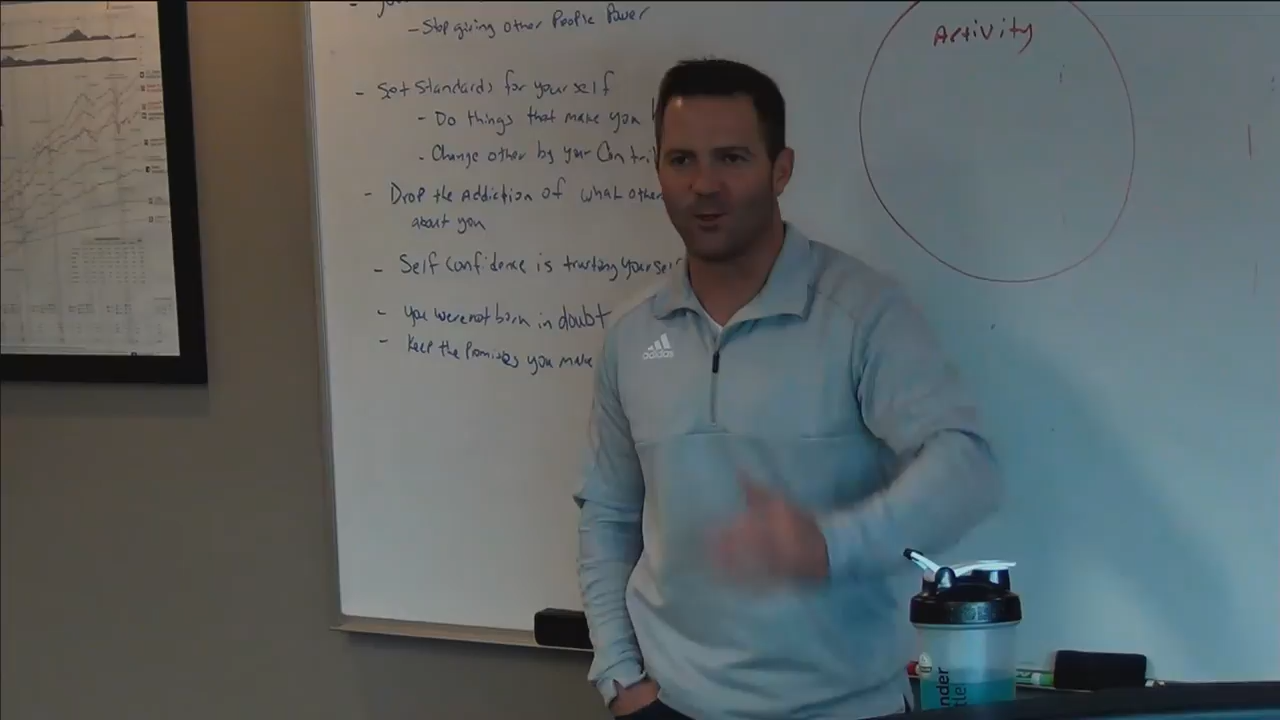 - Stop giving other People Power
- Set Standards for yourself
- Do things that make you
- Change other by your
- Drop the Addiction of what other
about you
- Self Confidence is trusting yourself
- you were not born in doubt
- Keep the Promises you make
Activity
adidas